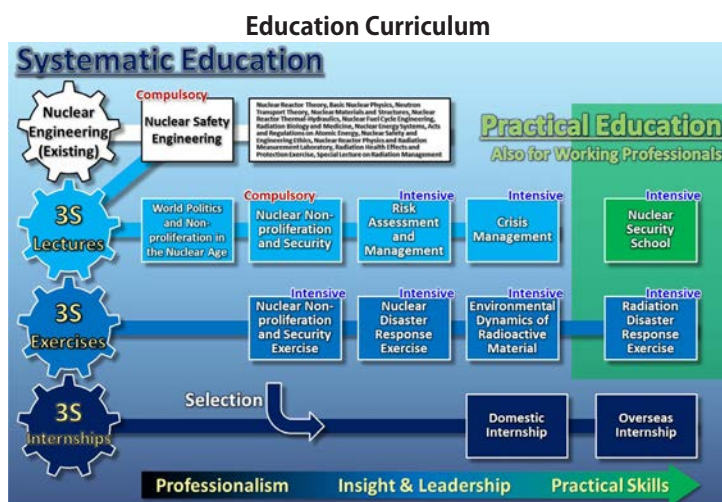 Education Curriculum
Systematic Education
Nuclear
Engineering
(Existing)
Compulsory
Nuclear Safety
Engineering
Nuclear Reactor Theory, Basic Nuclear Physics, Neutron
Transport Theory, Nuclear Materials and Structures, Nuclear
Reactor Thermal-Hydraulics, Nuclear Fuel Cycle Engineering,
Radiation Biology and Medicine, Nuclear Energy Systems, Acts
and Regulations on Atomic Energy, Nuclear Safety and
Engineering Ethics, Nuclear Reactor Physics and Radiation
Measurement Laboratory, Radiation Health Effects and
Protection Exercise, Special Lecture on Radiation Management
Practical Education
Also for Working Professionals
3S
Lectures
World Politics
and Non-
proliferation in
the Nuclear Age
Compulsory
Nuclear Non-
proliferation
and Security
Intensive
Risk
Assessment
and
Management
Intensive
Crisis
Management
Intensive
Nuclear
Security
School
3S
Exercises
Intensive
Nuclear Non-
proliferation
and Security
Exercise
Intensive
Nuclear
Disaster
Response
Exercise
Intensive
Environmental
Dynamics of
Radioactive
Material
Intensive
Radiation
Disaster
Response
Exercise
3S
Internships
Selection
Domestic
Internship
Overseas
Internship
Professionalism Insight & Leadership Practical Skills